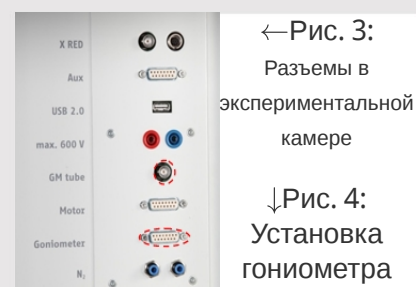 X RED
Aux
USB 2.0
max. 600 V
GM tube
Motor
Goniometer
N₂
←Рис. 3:
Разъемы в
экспериментальной
камере
↓Рис. 4:
Установка
гониометра